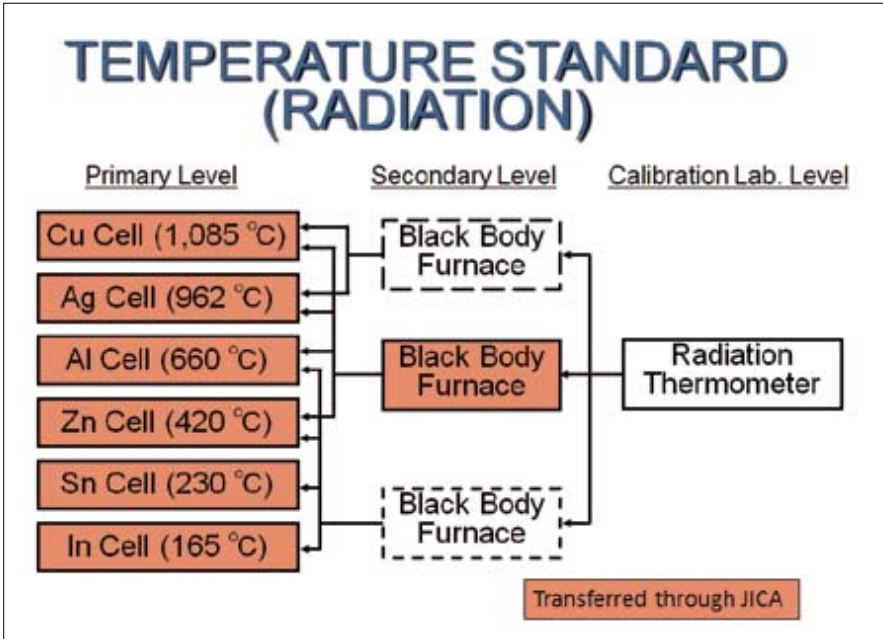 TEMPERATURE STANDARD
(RADIATION)
Primary Level
Secondary Level
Calibration Lab. Level
Cu Cell (1,085 °C)
Ag Cell (962 °C)
Al Cell (660 °C)
Zn Cell (420 °C)
Sn Cell (230 °C)
In Cell (165 °C)
Black Body
Furnace
Black Body
Furnace
Black Body
Furnace
Radiation
Thermometer
Transferred through JICA